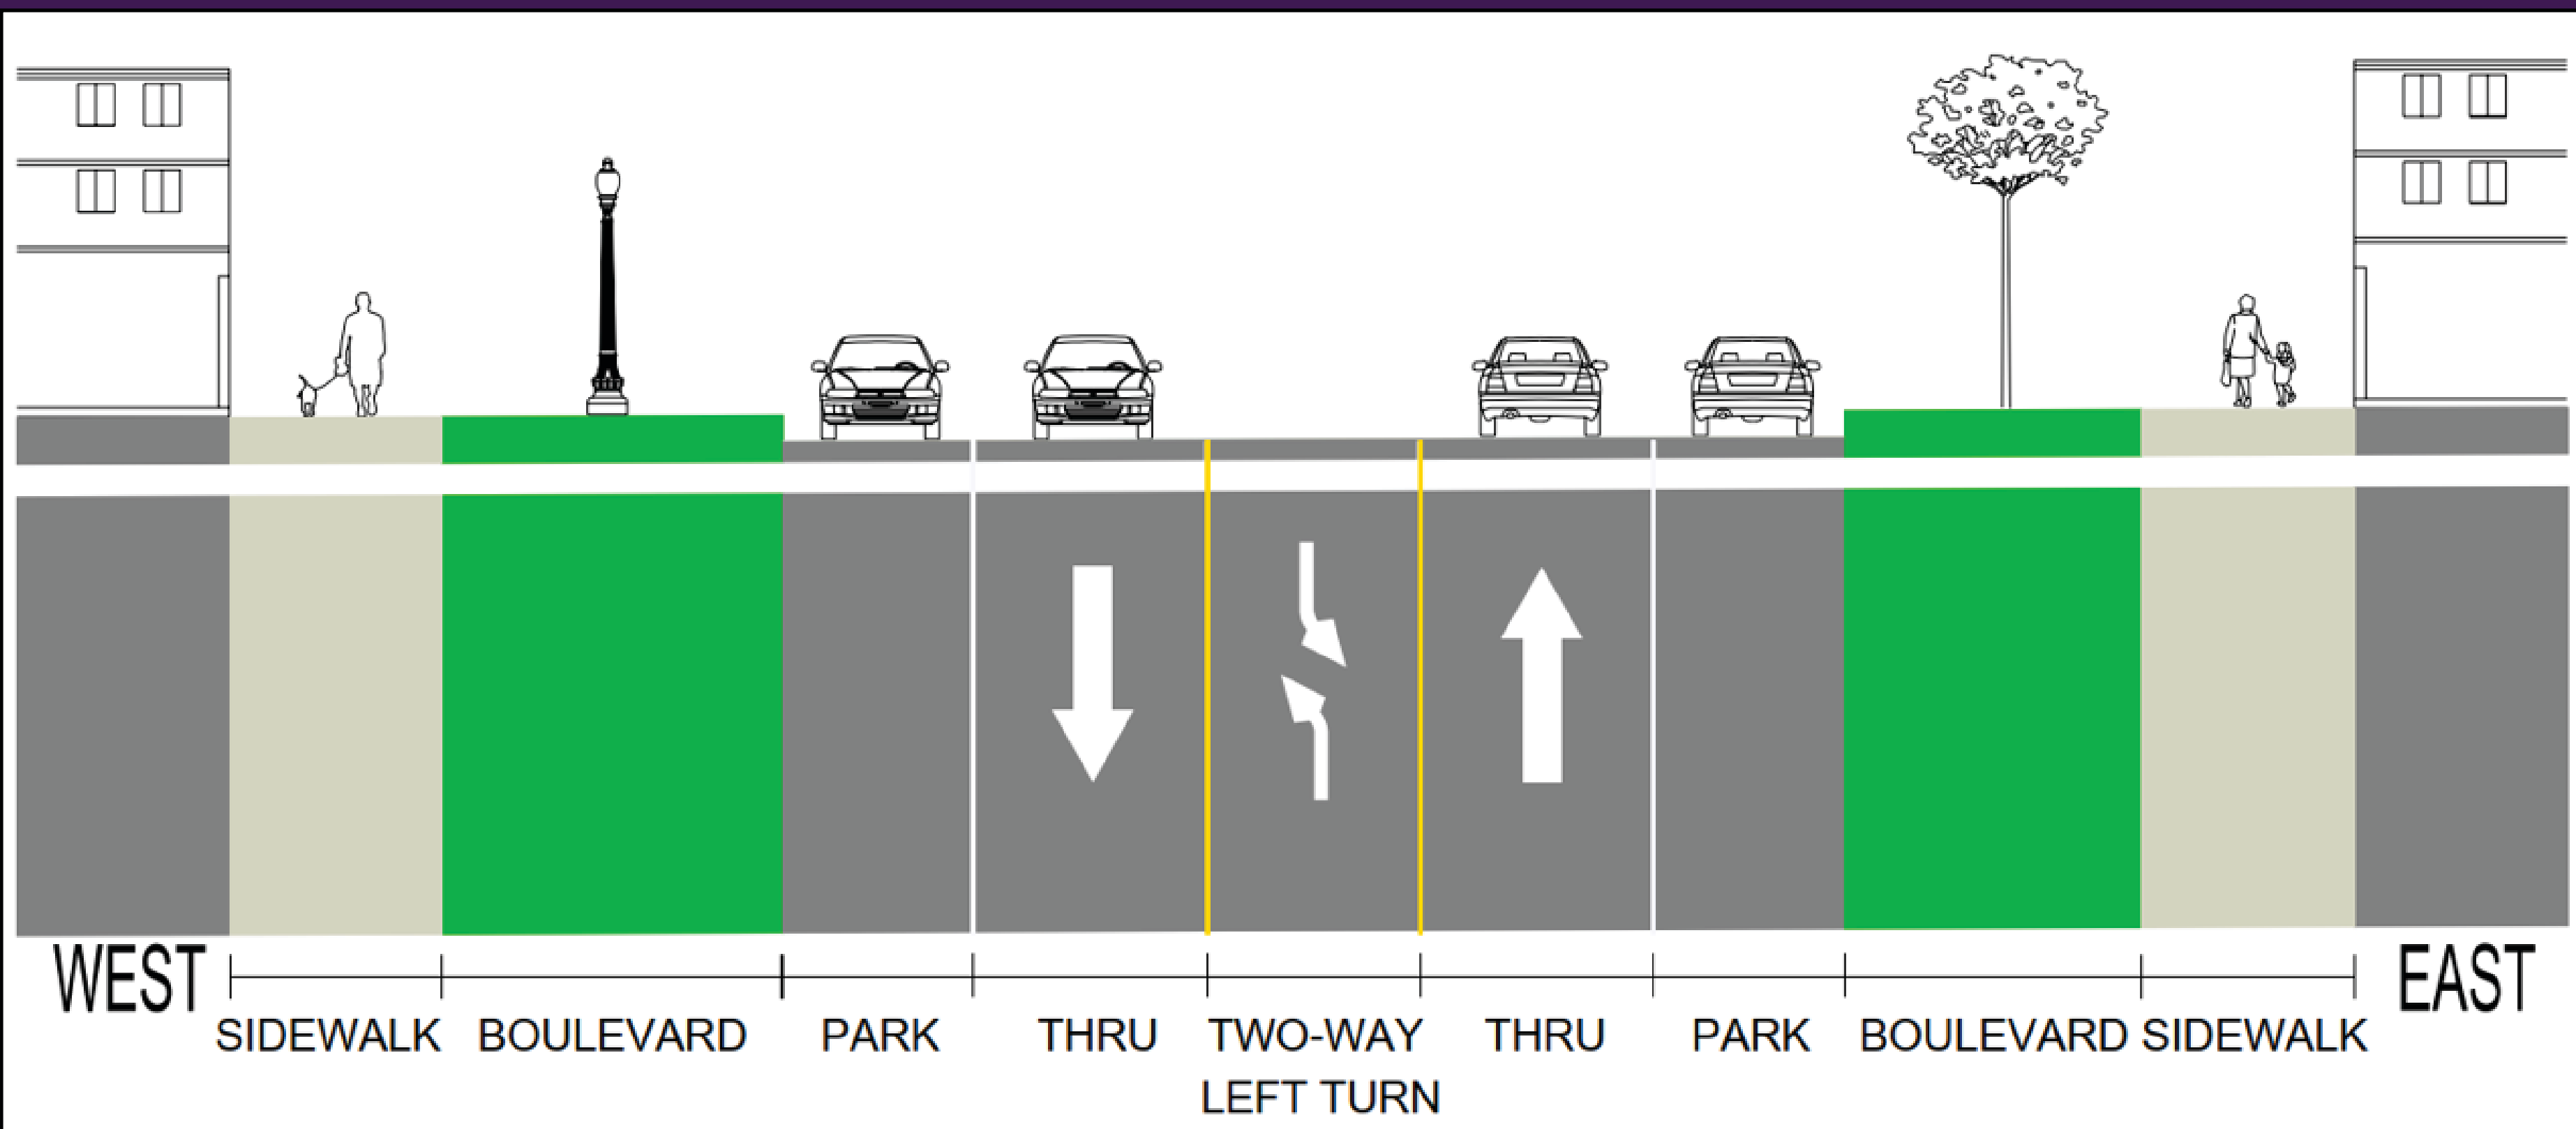 WEST
EAST
SIDEWALK BOULEVARD PARK THRU TWO-WAY THRU PARK BOULEVARD SIDEWALK
LEFT TURN